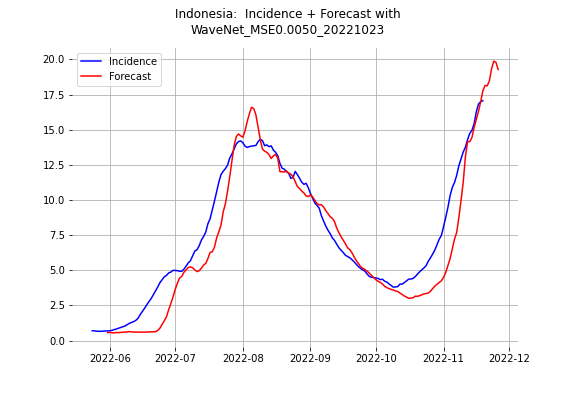 Indonesia:  Incidence + Forecast with
WaveNet_MSE0.0050_20221023
Incidence
Forecast
20.0
17.5
15.0
12.5
10.0
7.5
5.0
2.5
0.0
2022-06 2022-07 2022-08 2022-09 2022-10 2022-11 2022-12